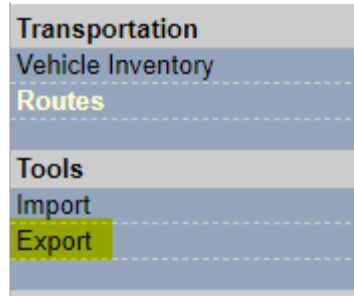 Transportation
Vehicle Inventory
Routes
Tools
Import
Export